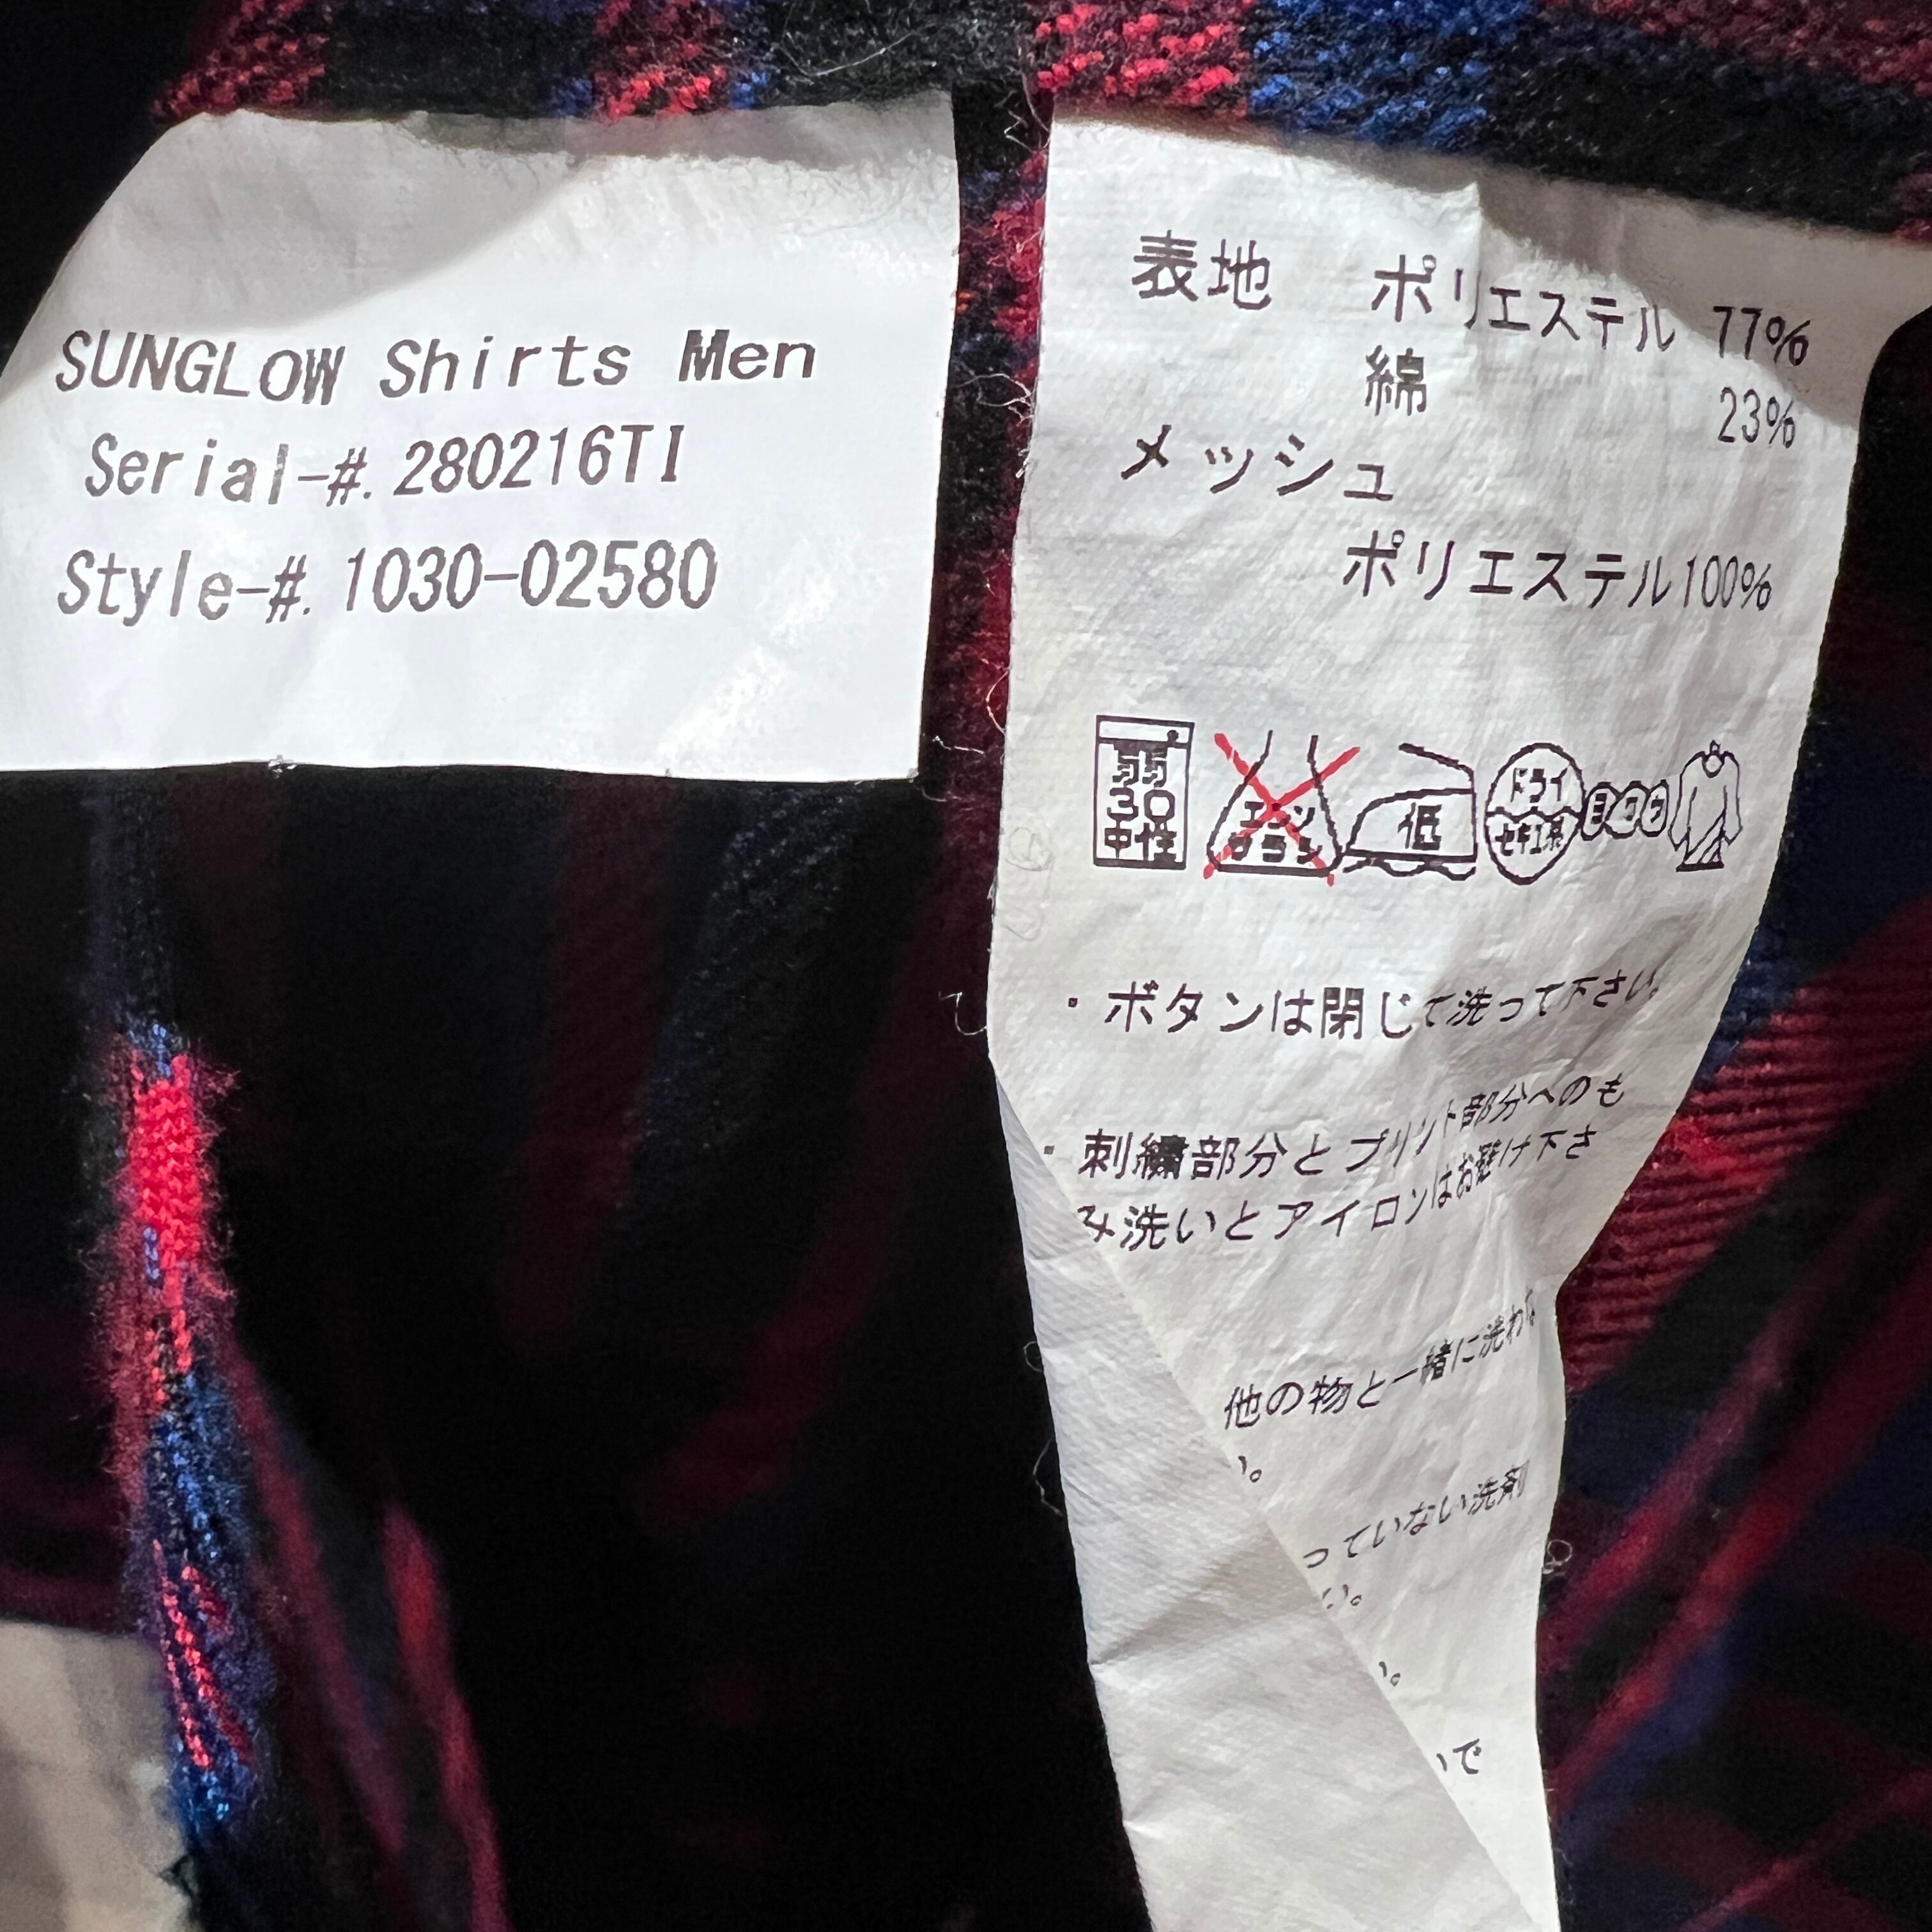 SUNGLOW Shirts Men
Serial-#. 280216TI
Style-#. 1030-02580
表地 ポリエステル 77%
綿 23%
メッシュ
ポリエステル100%
弱 30 中性
エンソ サラシ
低
ドライ セキユ系
・ボタンは閉じて洗って下さい。
・刺繍部分とプリント部分へのも
み洗いとアイロンはお避け下さ
他の物と一緒に洗わな
い。
っていない洗剤
い。
い。
いで